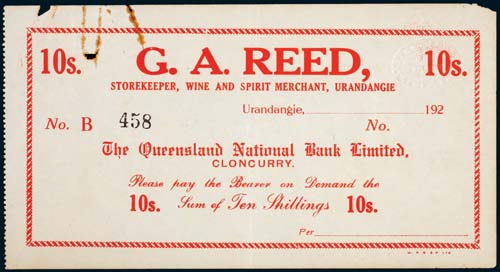 10s. G. A. REED, 10s.
STOREKEEPER, WINE AND SPIRIT MERCHANT, URANDANGIE
Urandangie, 192
No. B 458 No.
The Queensland National Bank Limited,
CLONCURRY.
Please pay the Bearer on Demand the
10s. Sum of Ten Shillings 10s.
Per